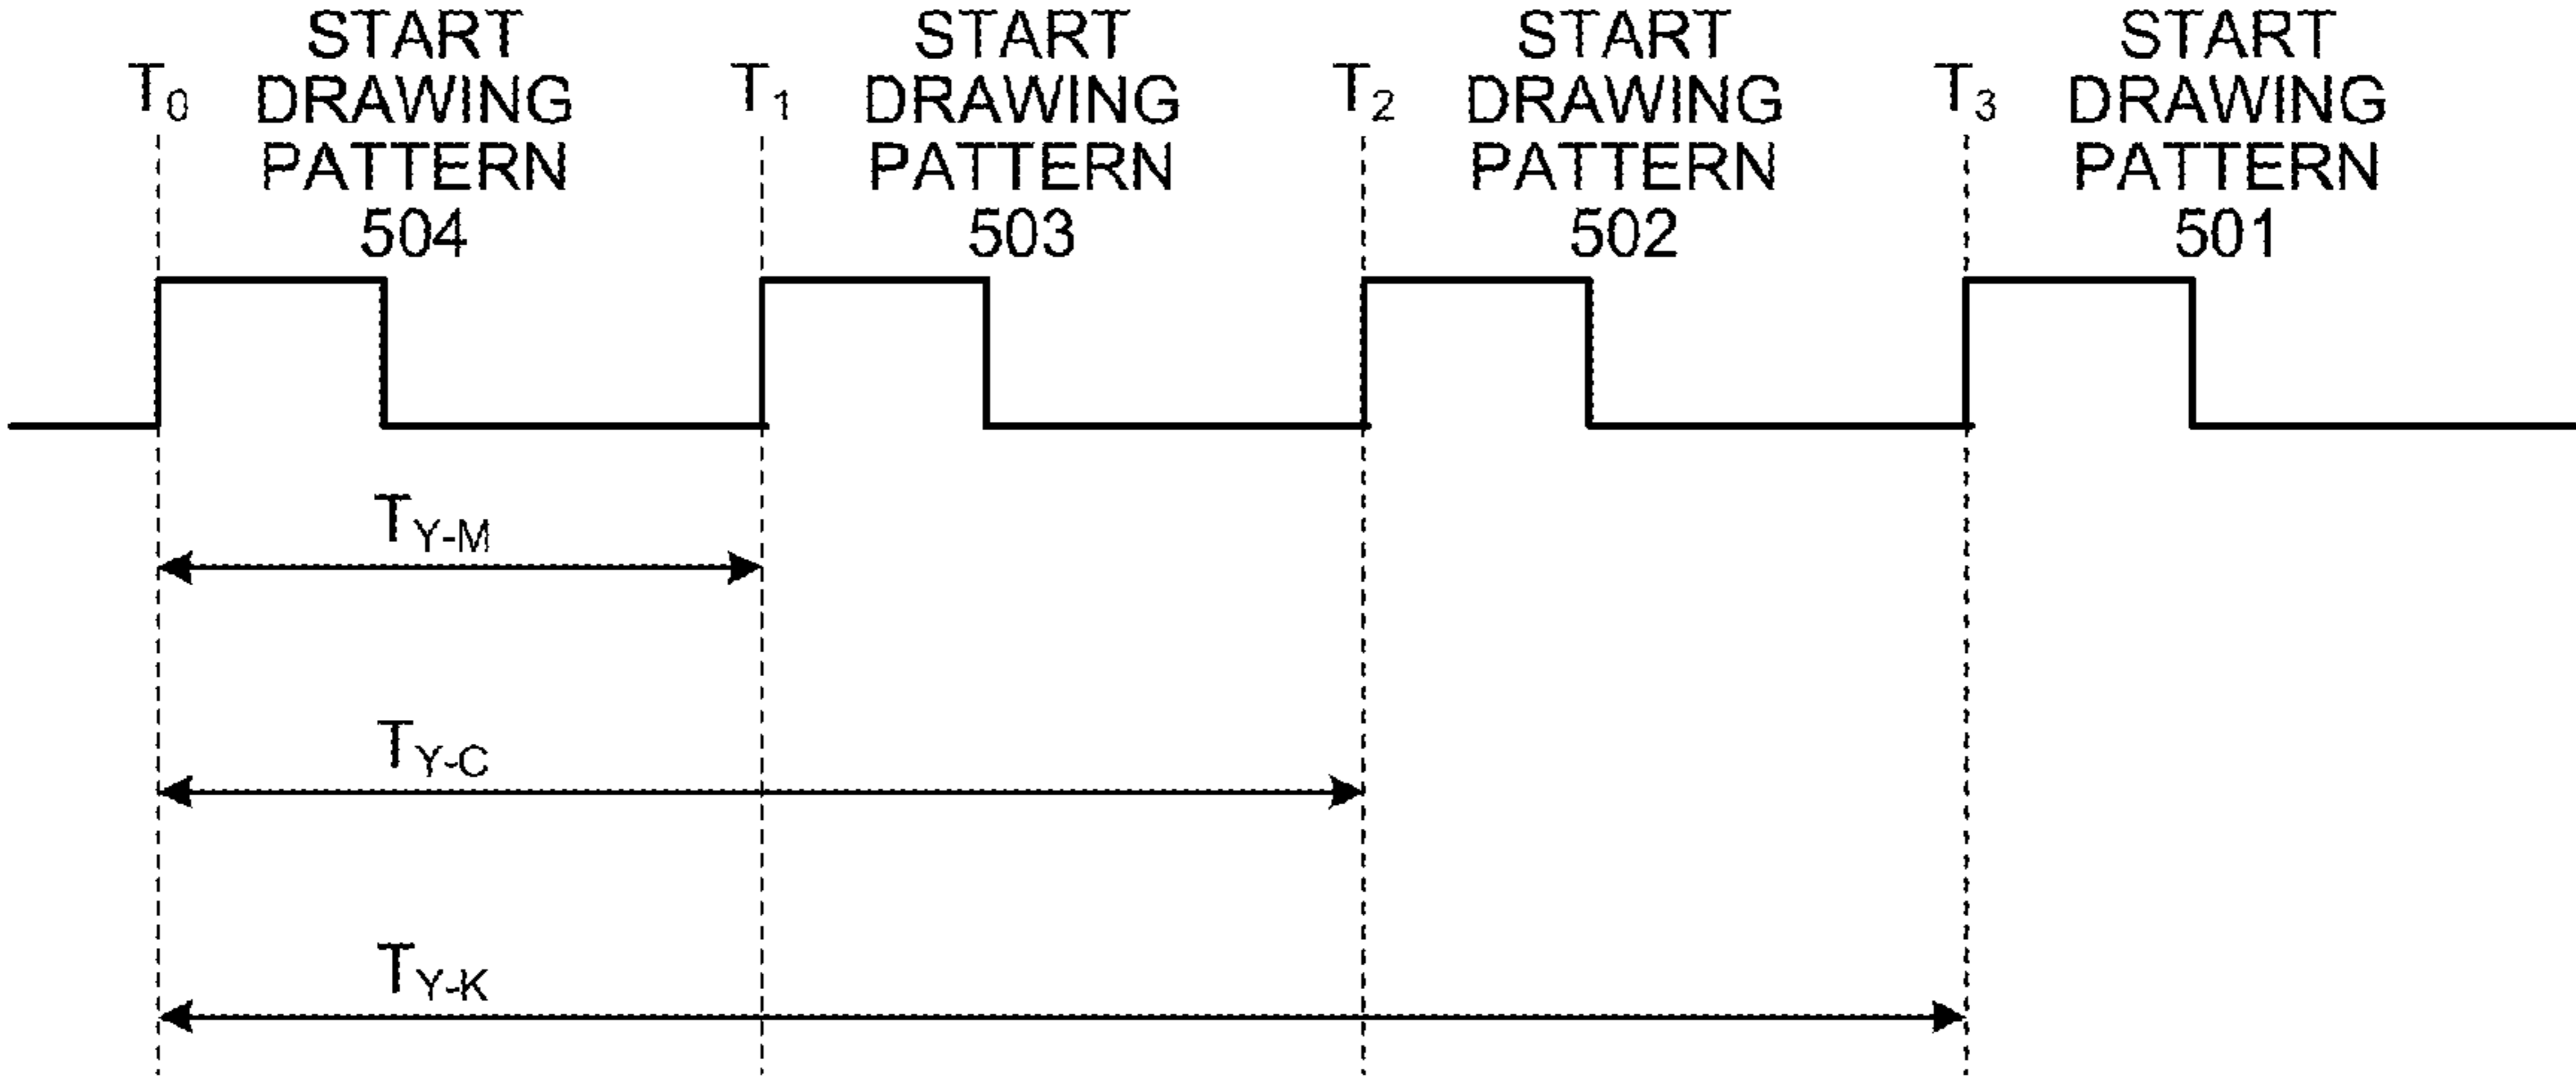 T0
START
DRAWING
PATTERN
504
T1
START
DRAWING
PATTERN
503
T2
START
DRAWING
PATTERN
502
T3
START
DRAWING
PATTERN
501
TY-M
TY-C
TY-K